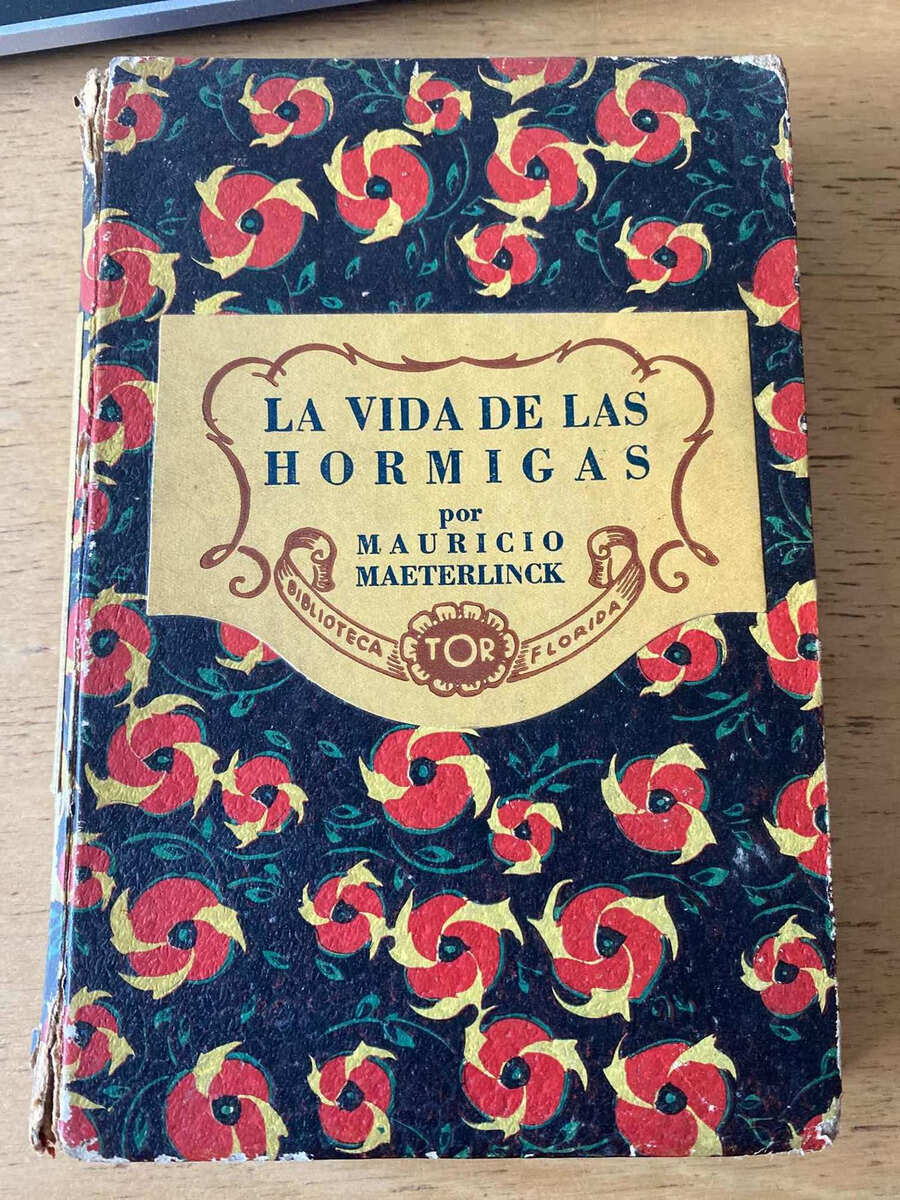 LA VIDA DE LAS
HORMIGAS
por
MAURICIO
MAETERLINCK
BIBLIOTECA TOR FLORIDA